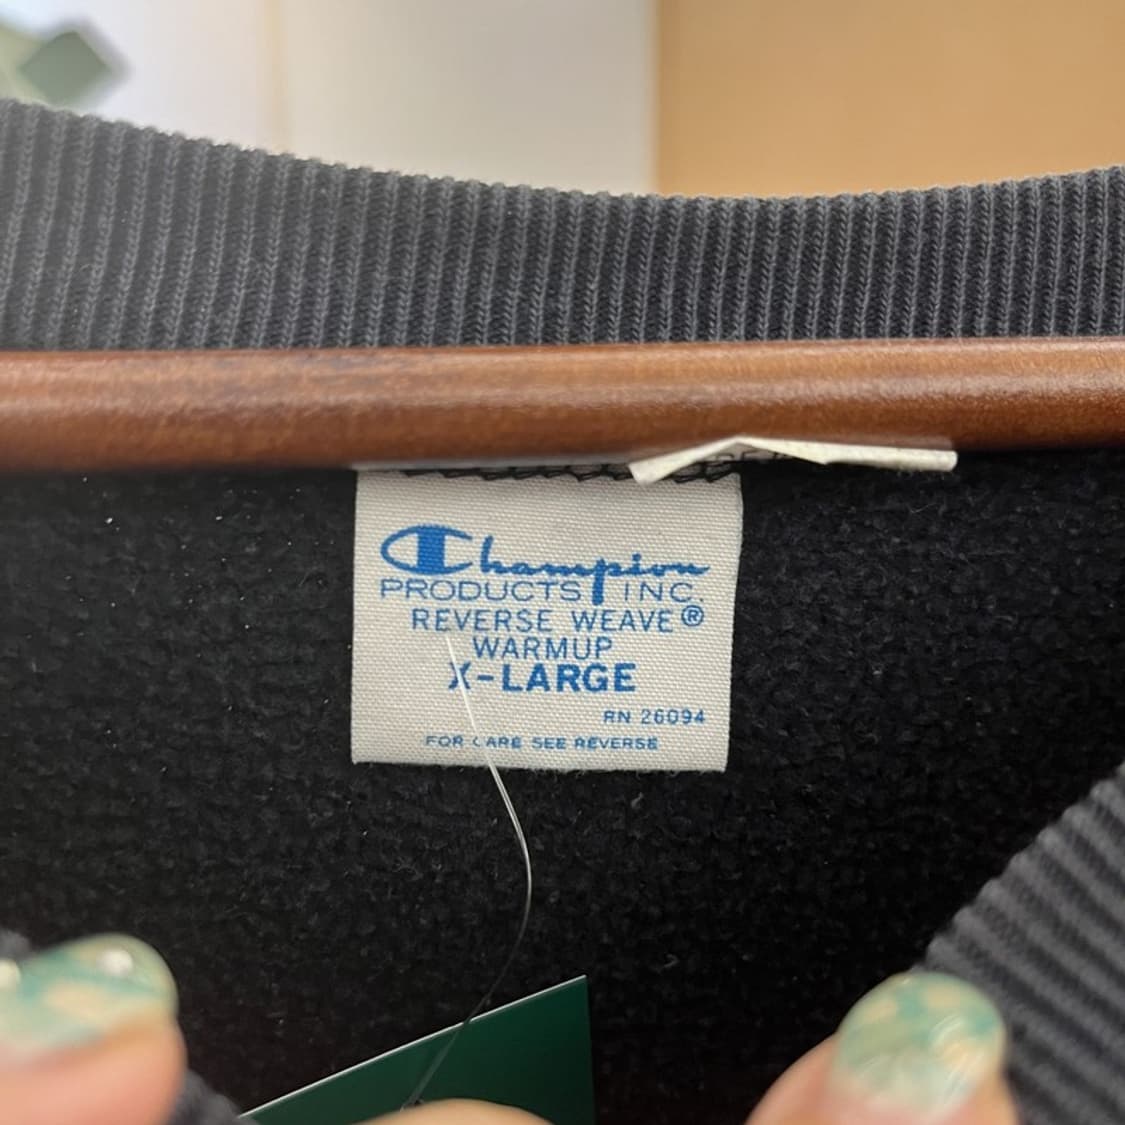 Champion
PRODUCTS INC.
REVERSE WEAVE®
WARMUP
X-LARGE
RN 26094
FOR CARE SEE REVERSE